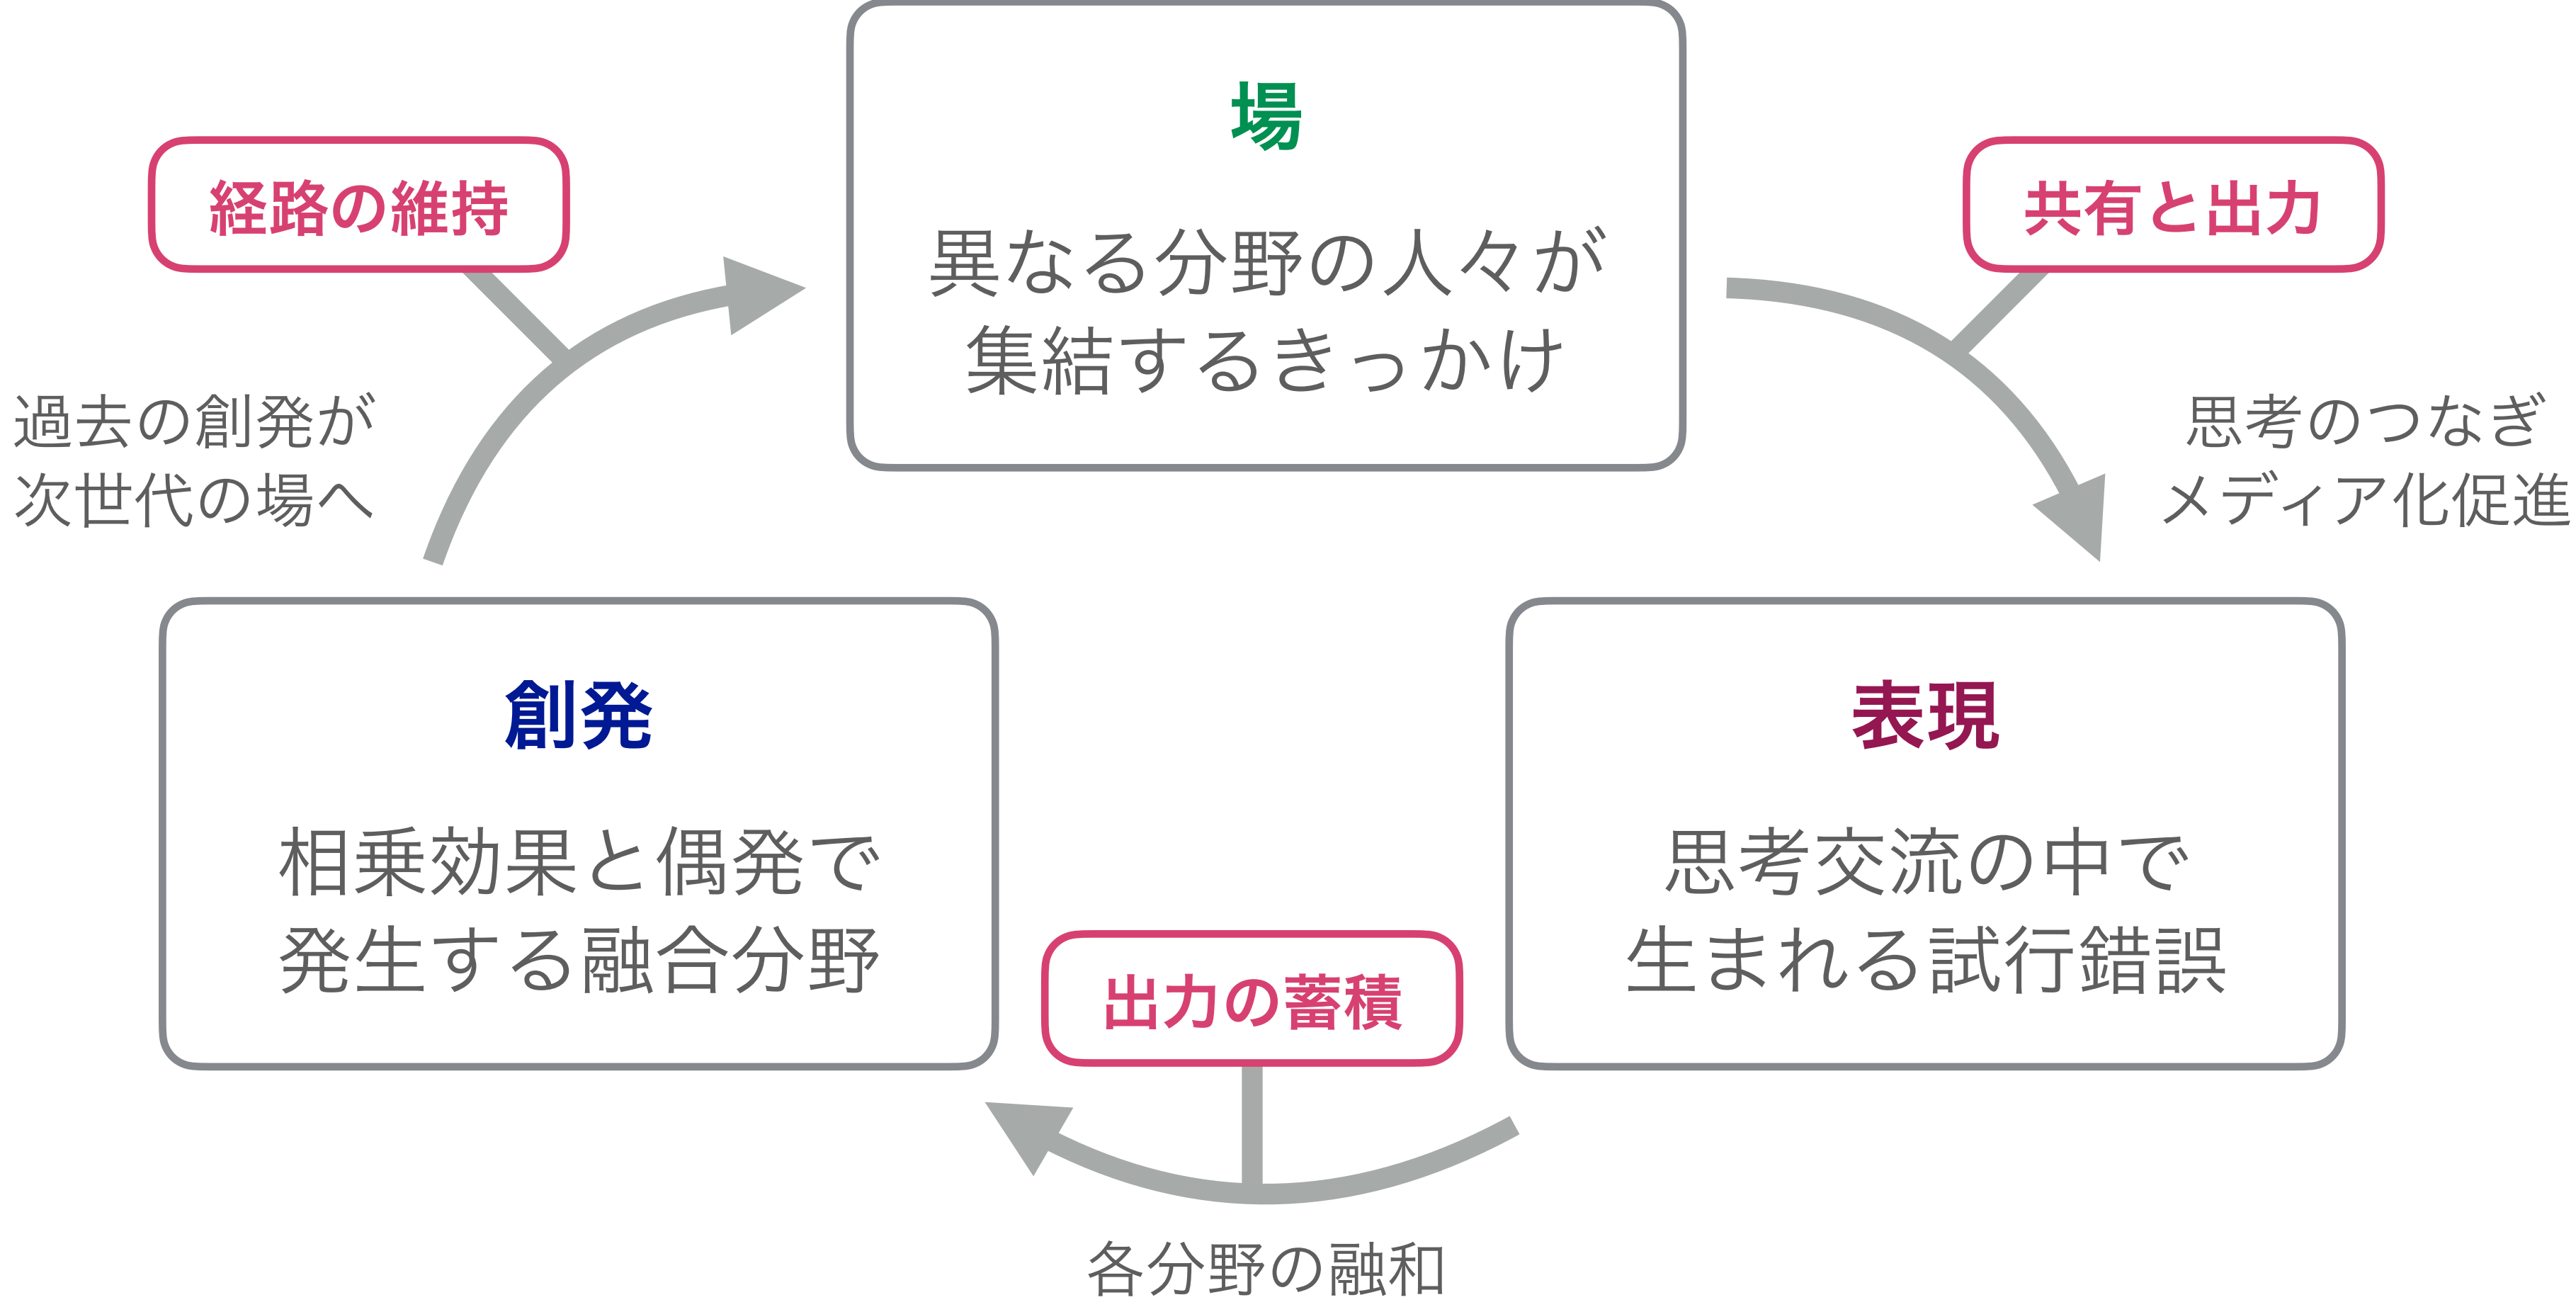 場
異なる分野の人々が
集結するきっかけ
経路の維持
共有と出力
過去の創発が
次世代の場へ
思考のつなぎ
メディア化促進
創発
相乗効果と偶発で
発生する融合分野
表現
思考交流の中で
生まれる試行錯誤
出力の蓄積
各分野の融和